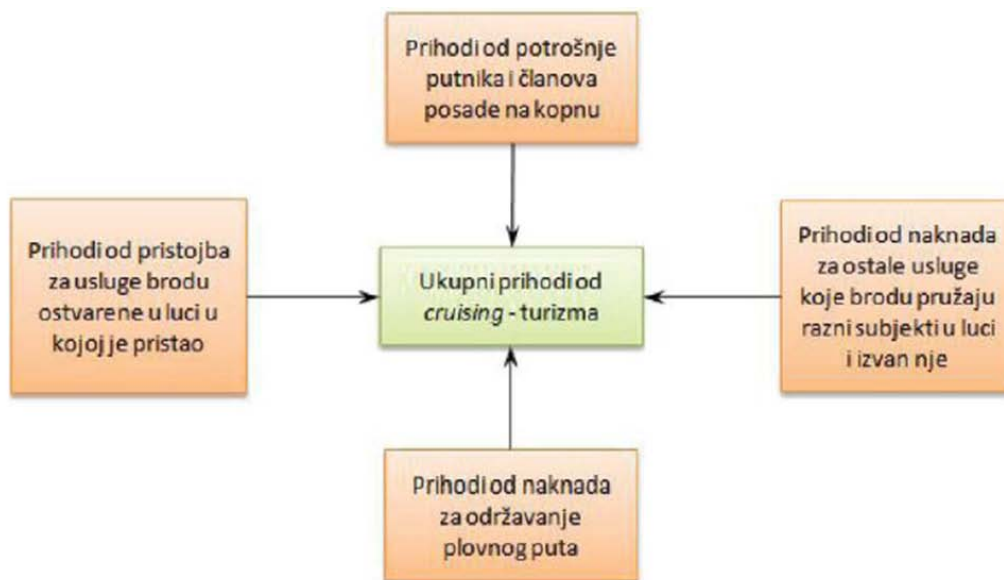 Prihodi od potrošnje
putnika i članova
posade na kopnu
Prihodi od pristojba
za usluge brodu
ostvarene u luci u
kojoj je pristao
Ukupni prihodi od
cruising - turizma
Prihodi od naknada
za ostale usluge
koje brodu pružaju
razni subjekti u luci
i izvan nje
Prihodi od naknada
za održavanje
plovnog puta